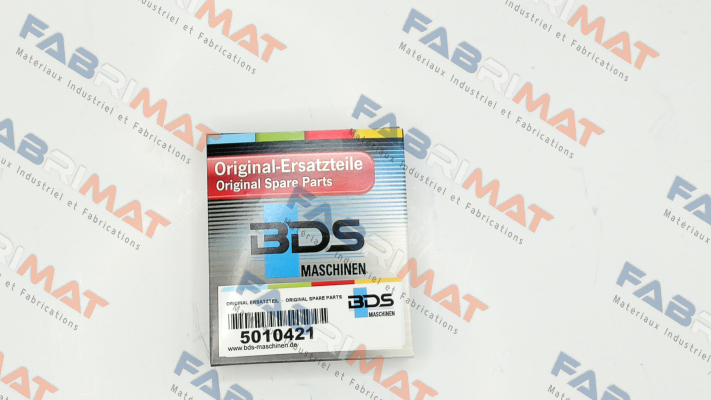 FABRIMAT
Materiaux Industriel et Fabrications
Original-Ersatzteile
Original Spare Parts
BDS
MASCHINEN
ORIGINAL ERSATZTEIL - ORIGINAL SPARE PARTS
BDS
MASCHINEN
5010421
www.bds-maschinen.de